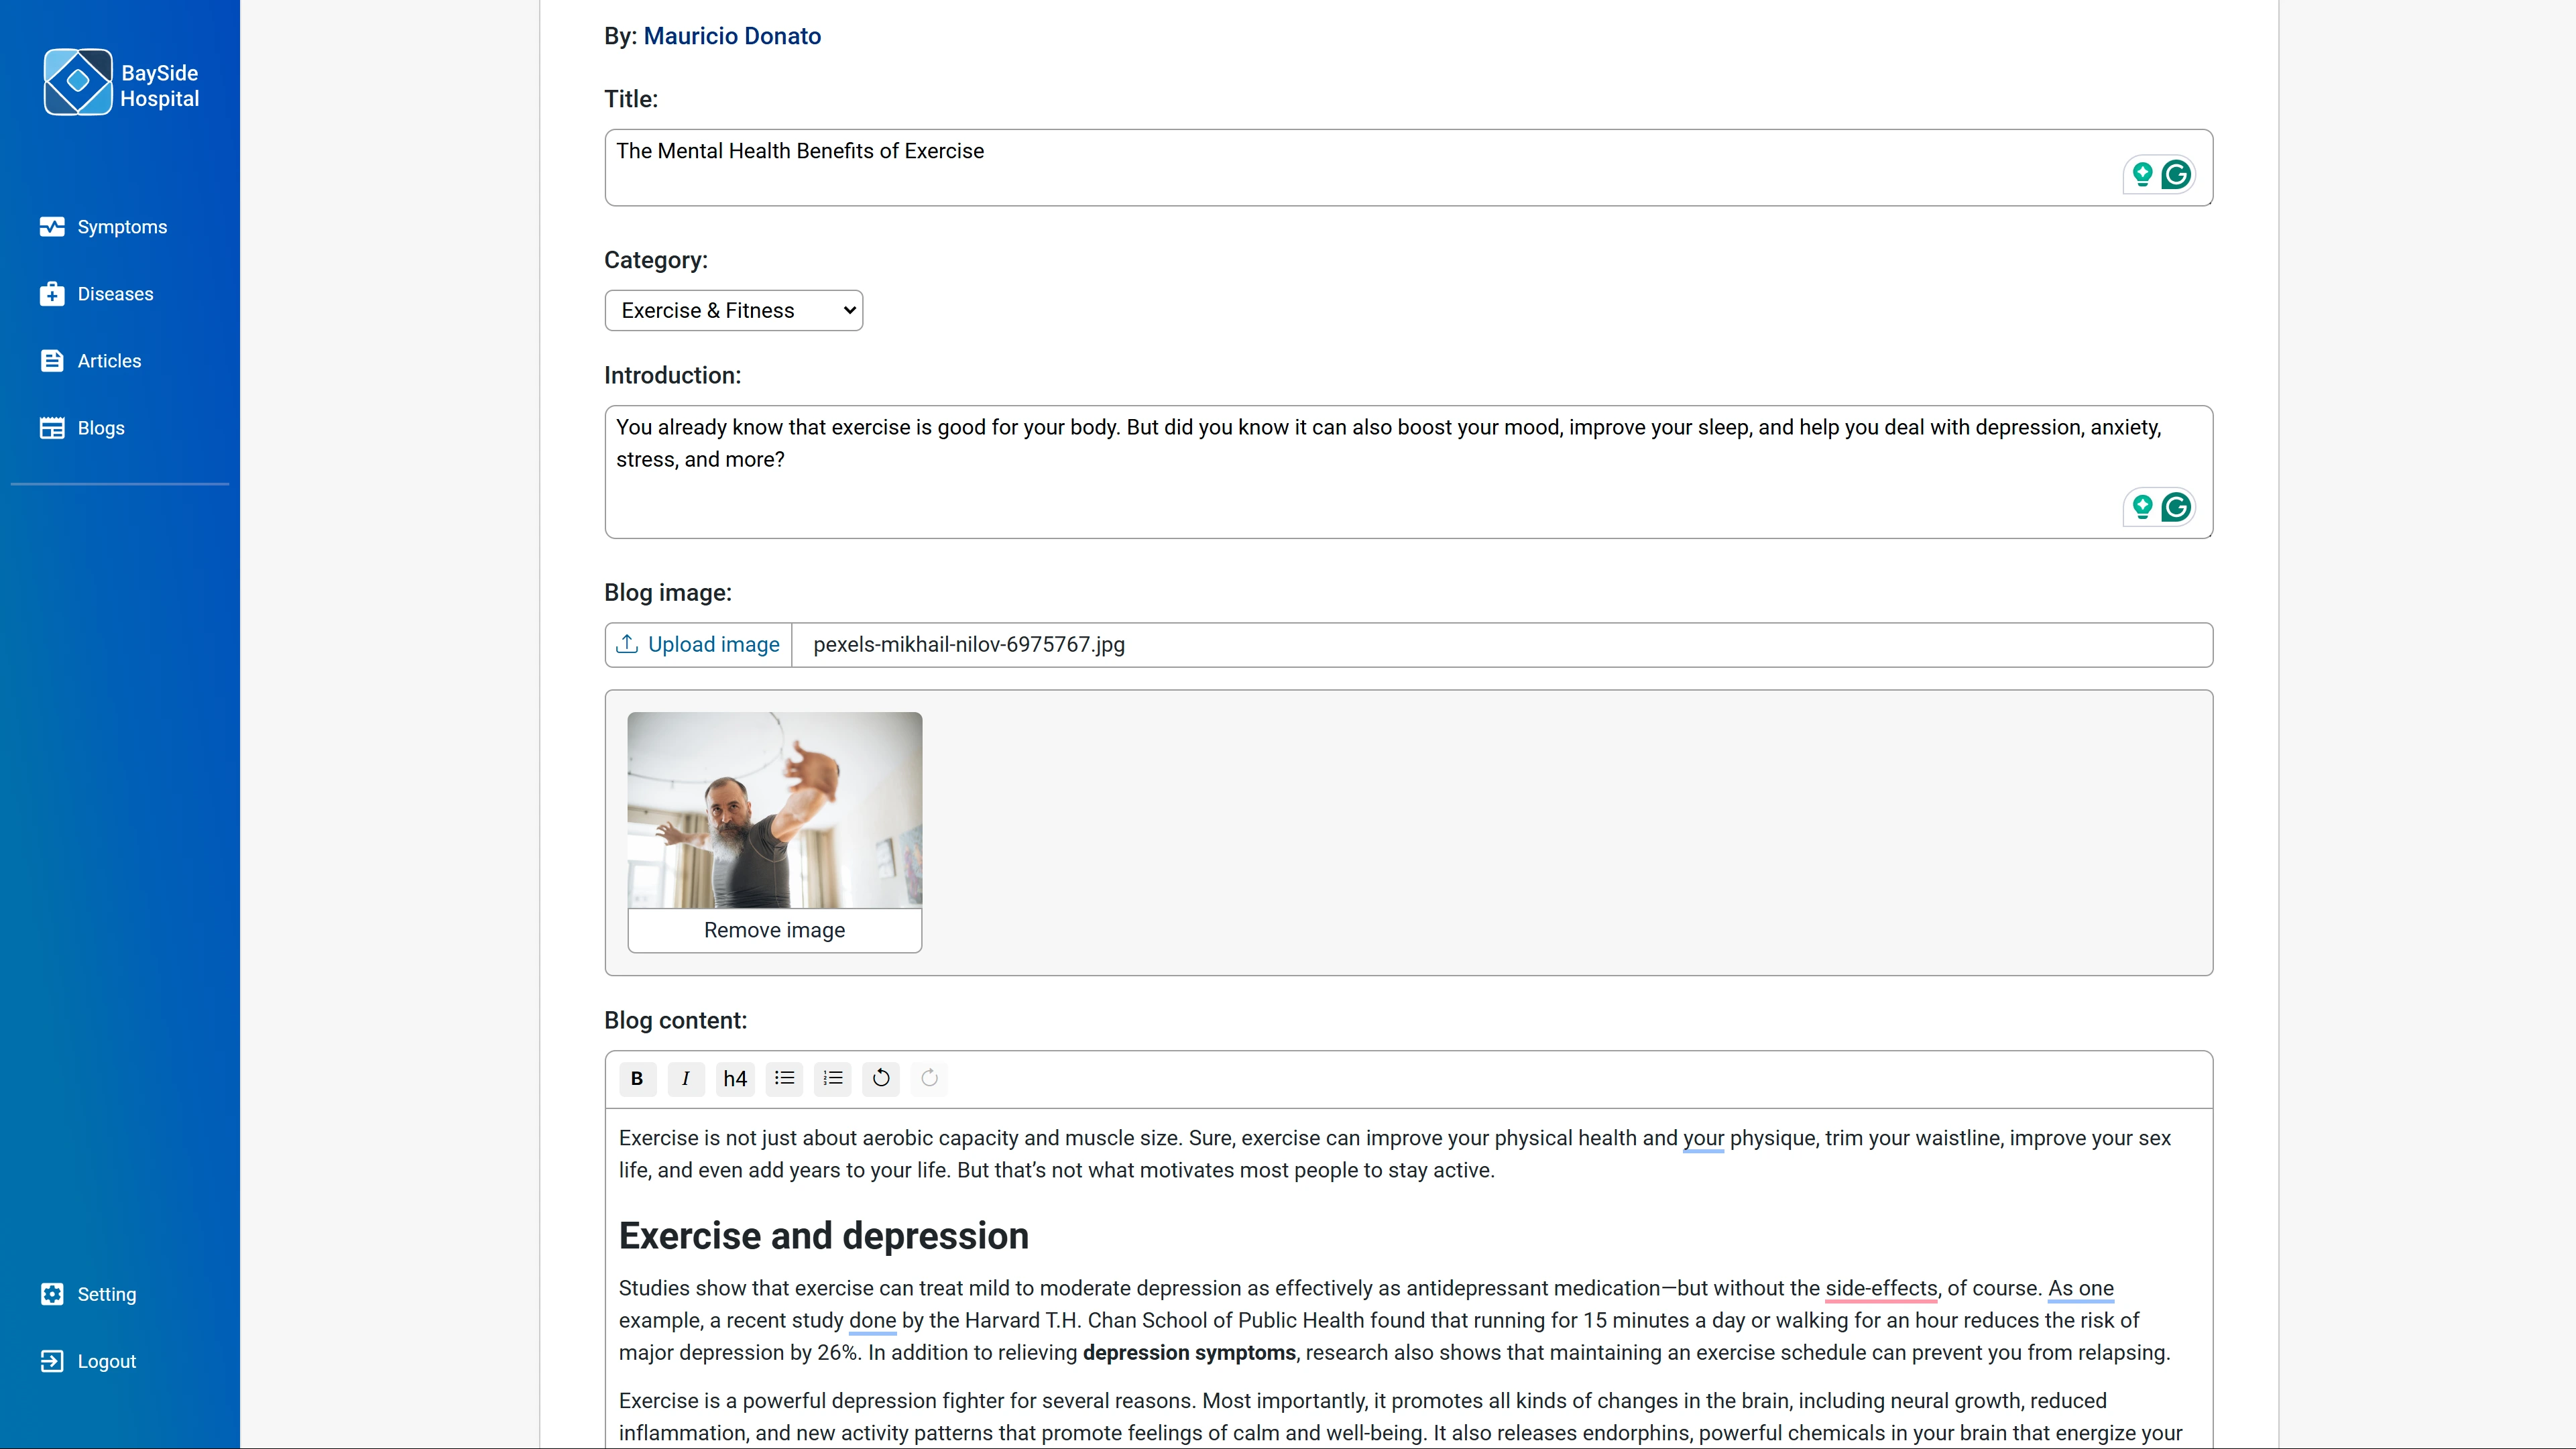 BaySide
Hospital
Symptoms
Diseases
Articles
Blogs
Setting
Logout
By: Mauricio Donato
Title:
The Mental Health Benefits of Exercise
Category:
Exercise & Fitness
Introduction:
You already know that exercise is good for your body. But did you know it can also boost your mood, improve your sleep, and help you deal with depression, anxiety,
stress, and more?
Blog image:
Upload image
pexels-mikhail-nilov-6975767.jpg
Remove image
Blog content:
B I h4
Exercise is not just about aerobic capacity and muscle size. Sure, exercise can improve your physical health and your physique, trim your waistline, improve your sex
life, and even add years to your life. But that’s not what motivates most people to stay active.
Exercise and depression
Studies show that exercise can treat mild to moderate depression as effectively as antidepressant medication—but without the side-effects, of course. As one
example, a recent study done by the Harvard T.H. Chan School of Public Health found that running for 15 minutes a day or walking for an hour reduces the risk of
major depression by 26%. In addition to relieving depression symptoms, research also shows that maintaining an exercise schedule can prevent you from relapsing.
Exercise is a powerful depression fighter for several reasons. Most importantly, it promotes all kinds of changes in the brain, including neural growth, reduced
inflammation, and new activity patterns that promote feelings of calm and well-being. It also releases endorphins, powerful chemicals in your brain that energize your